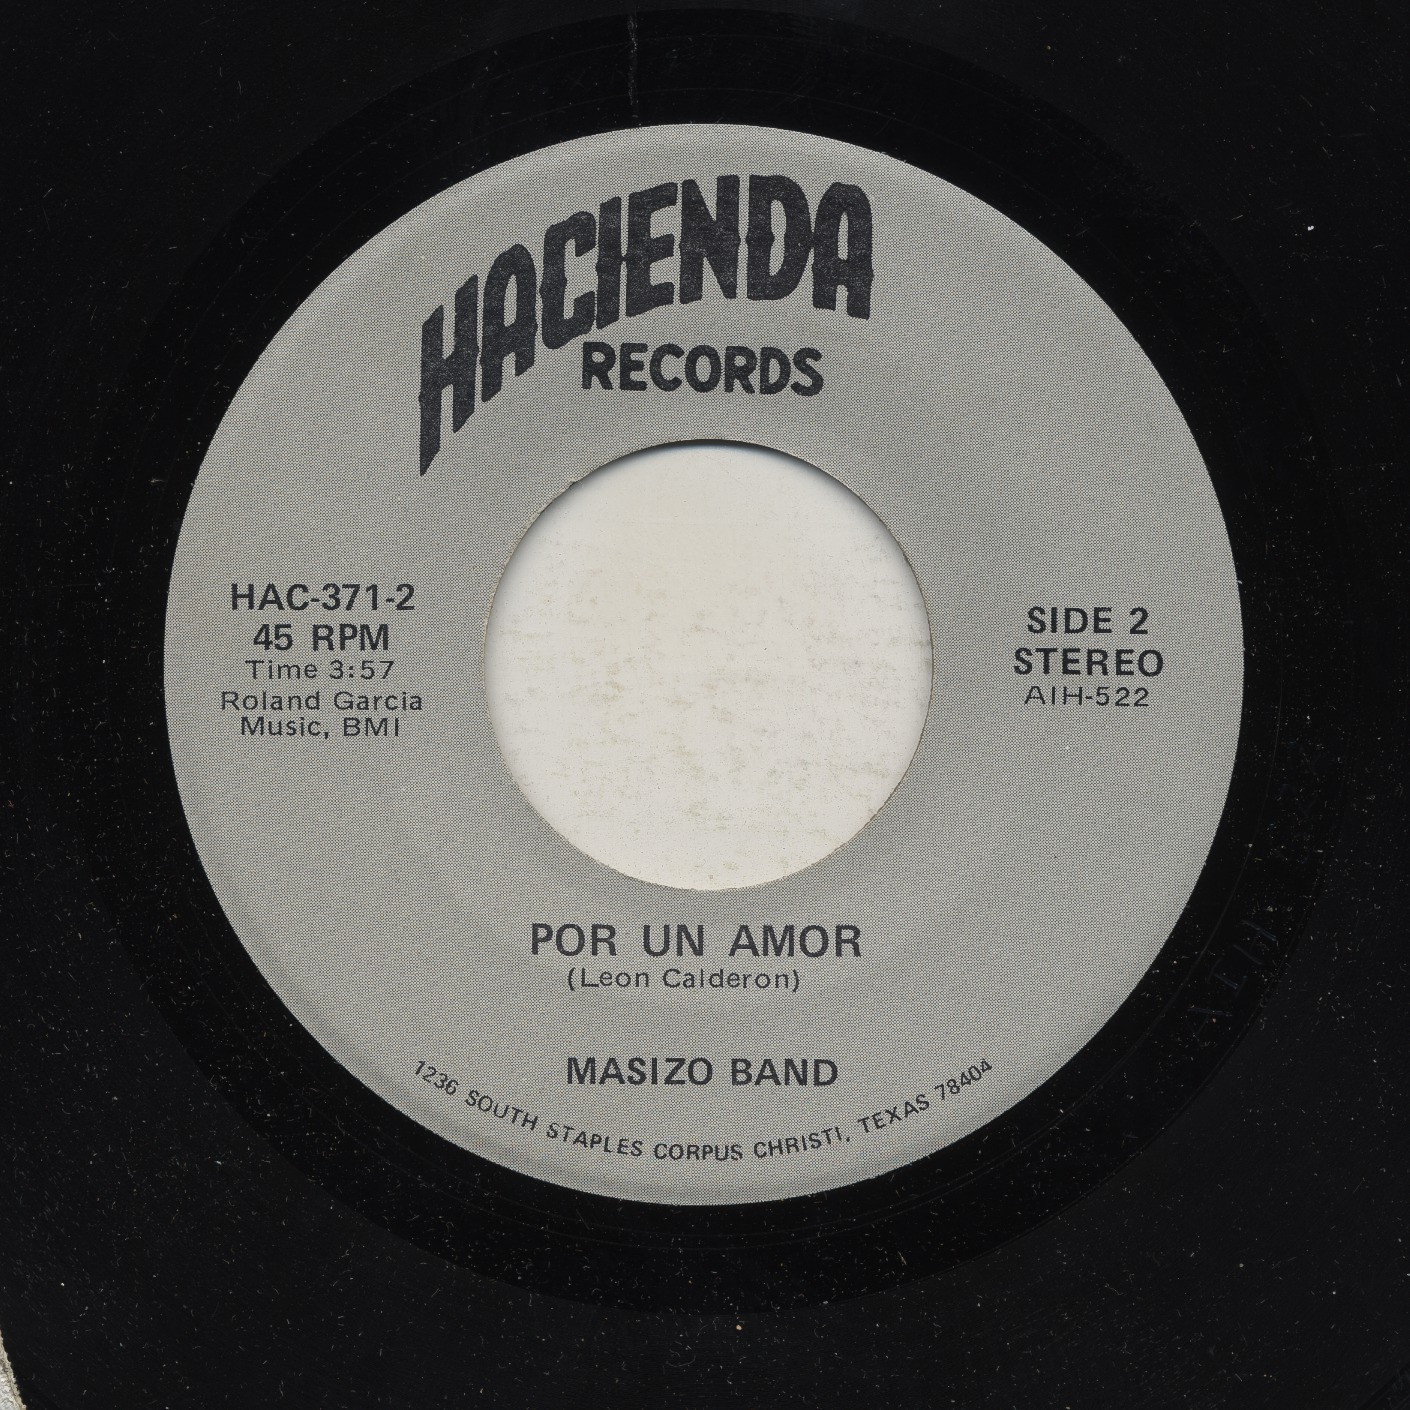 HACIENDA
RECORDS
HAC-371-2
45 RPM
Time 3:57
Roland Garcia
Music, BMI
SIDE 2
STEREO
AIH-522
POR UN AMOR
(Leon Calderon)
MASIZO BAND
1236 SOUTH STAPLES CORPUS CHRISTI, TEXAS 78404